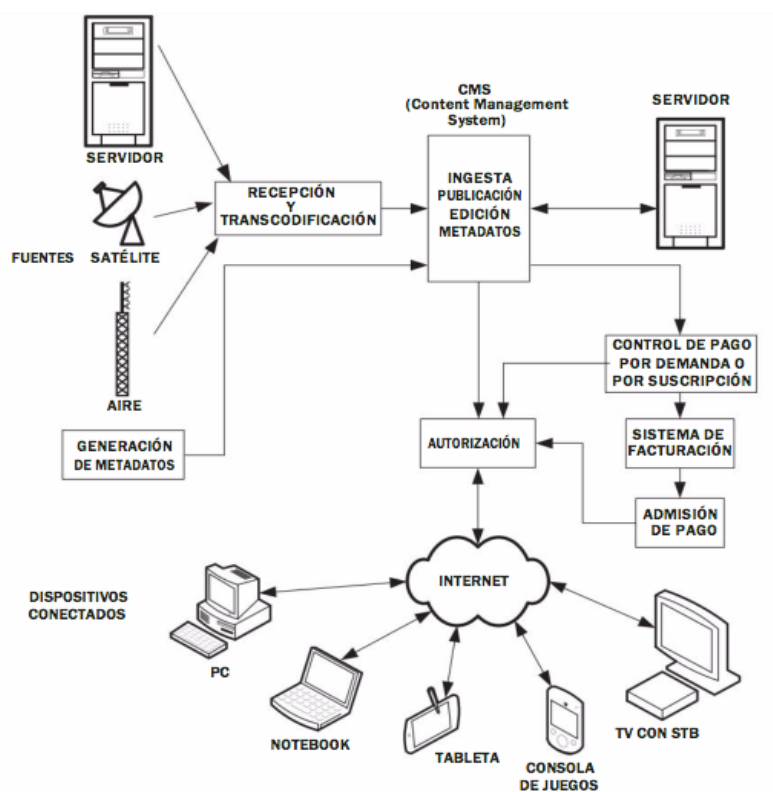 CMS
(Content Management
System)
SERVIDOR
SERVIDOR
INGESTA
PUBLICACIÓN
EDICIÓN
METADATOS
RECEPCIÓN
Y
TRANSCODIFICACIÓN
FUENTES
SATÉLITE
CONTROL DE PAGO
POR DEMANDA O
POR SUSCRIPCIÓN
AIRE
GENERACIÓN
DE METADATOS
AUTORIZACIÓN
SISTEMA DE
FACTURACIÓN
ADMISIÓN
DE PAGO
INTERNET
DISPOSITIVOS
CONECTADOS
PC
NOTEBOOK
TABLETA
CONSOLA
DE JUEGOS
TV CON STB